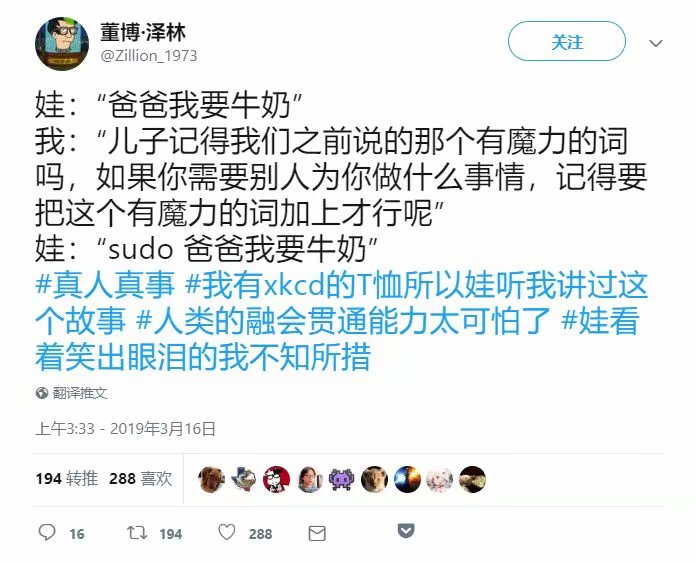 董博·泽林
@Zillion_1973
关注
娃：“爸爸我要牛奶”
我：“儿子记得我们之前说的那个有魔力的词
吗，如果你需要别人为你做什么事情，记得要
把这个有魔力的词加上才行呢”
娃：“sudo 爸爸我要牛奶”
#真人真事 #我有xkcd的T恤所以娃听我讲过这
个故事 #人类的融会贯通能力太可怕了 #娃看
着笑出眼泪的我不知所措
翻译推文
上午3:33 - 2019年3月16日
194 转推 288 喜欢
16 194 288